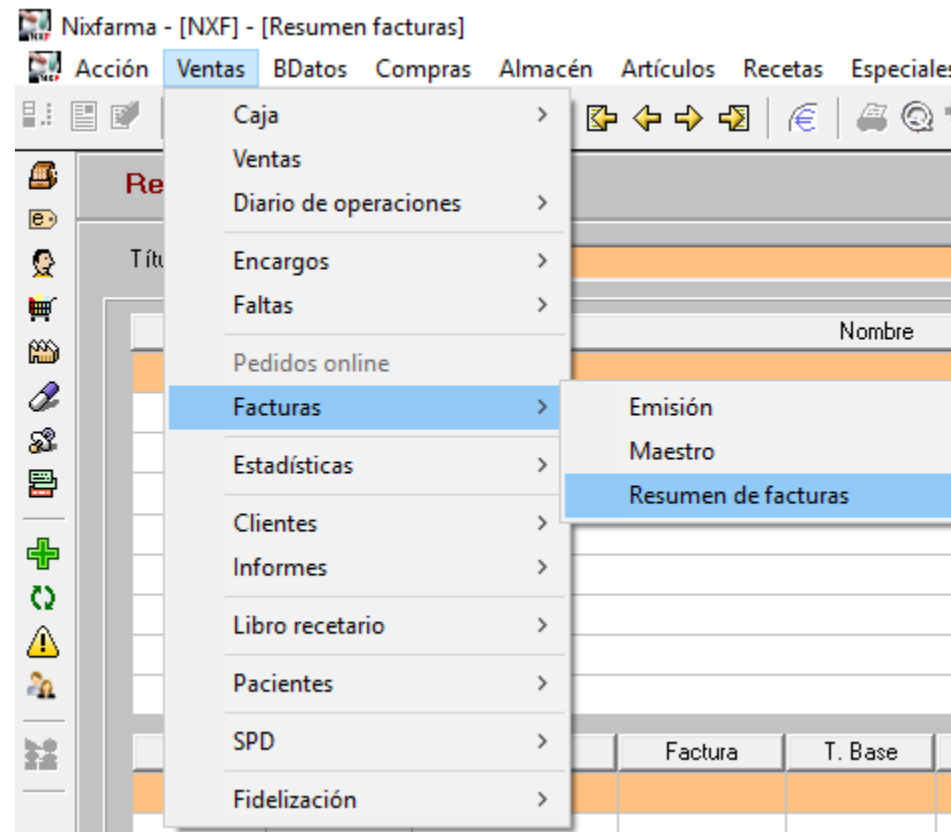 Nixfarma - [NXF] - [Resumen facturas]
Acción Ventas BDatos Compras Almacén Artículos Recetas Especiales
Caja
Ventas
Re
Diario de operaciones
Títu
Encargos
Faltas
Nombre
Pedidos online
Facturas
Emisión
Maestro
Estadísticas
Resumen de facturas
Clientes
Informes
Libro recetario
Pacientes
SPD
Factura T. Base
Fidelización